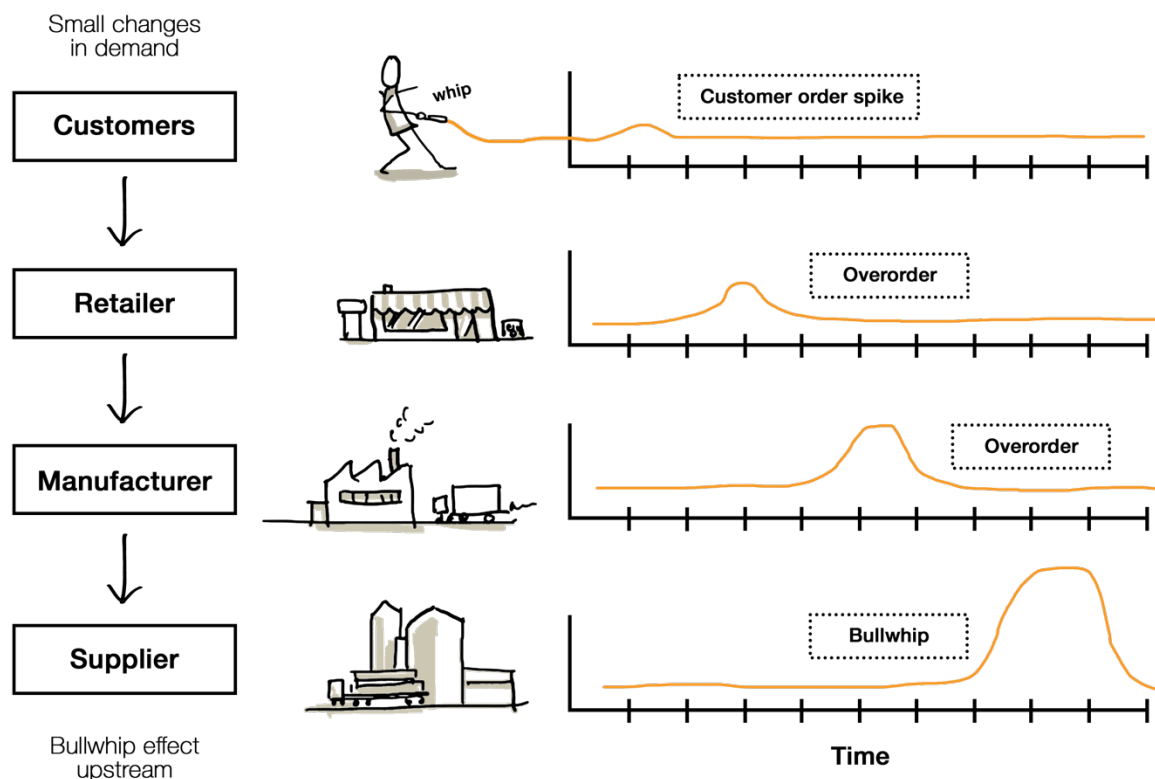 Small changes
in demand
Customers
whip
Customer order spike
Retailer
Overorder
Manufacturer
Overorder
Supplier
Bullwhip
Bullwhip effect
upstream
Time